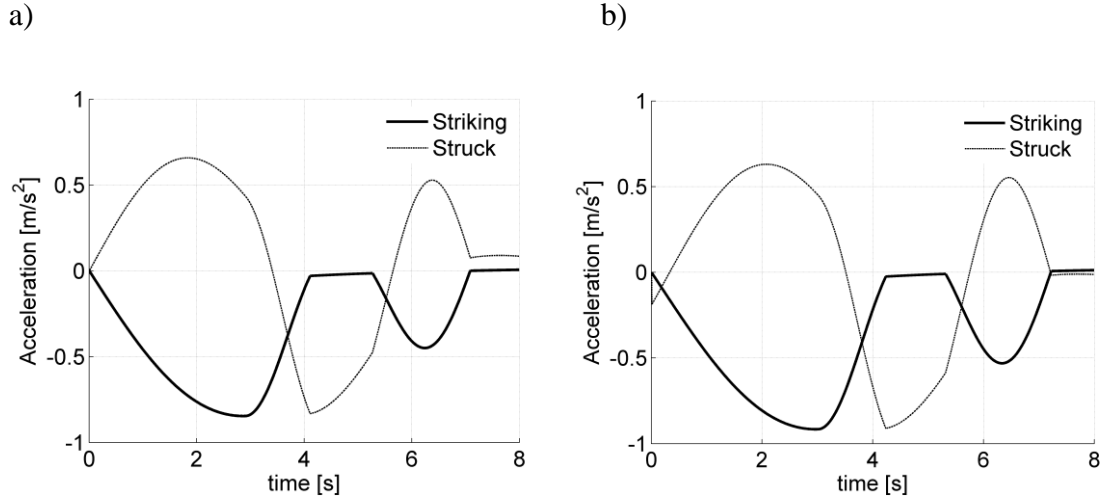 a)
b)
1
0.5
0
-0.5
-1
Acceleration [m/s²]
0
2
4
6
8
time [s]
Striking
Struck
1
0.5
0
-0.5
-1
Acceleration [m/s²]
0
2
4
6
8
time [s]
Striking
Struck